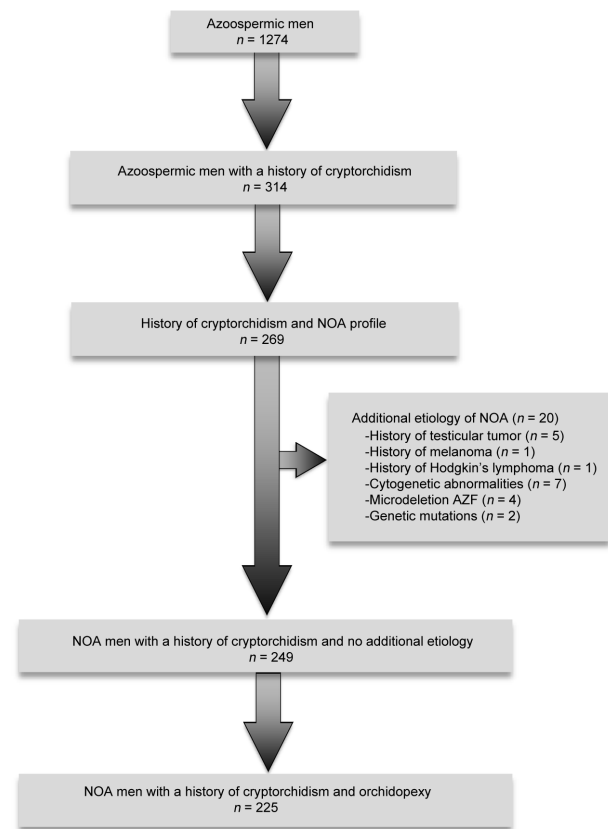 Azoospermic men
n = 1274
Azoospermic men with a history of cryptorchidism
n = 314
History of cryptorchidism and NOA profile
n = 269
Additional etiology of NOA (n = 20)
-History of testicular tumor (n = 5)
-History of melanoma (n = 1)
-History of Hodgkin's lymphoma (n = 1)
-Cytogenetic abnormalities (n = 7)
-Microdeletion AZF (n = 4)
-Genetic mutations (n = 2)
NOA men with a history of cryptorchidism and no additional etiology
n = 249
NOA men with a history of cryptorchidism and orchidopexy
n = 225